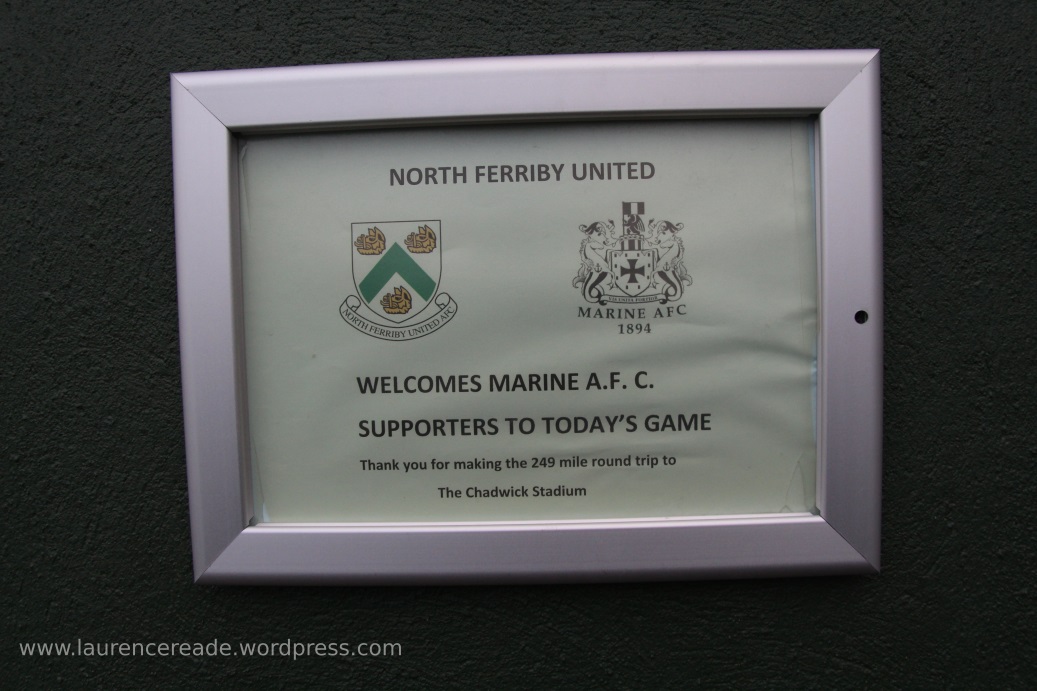 NORTH FERRIBY UNITED
NORTH FERRIBY UNITED AFC
MARINE AFC
1894
WELCOMES MARINE A.F. C.
SUPPORTERS TO TODAY'S GAME
Thank you for making the 249 mile round trip to
The Chadwick Stadium
www.laurencereade.wordpress.com